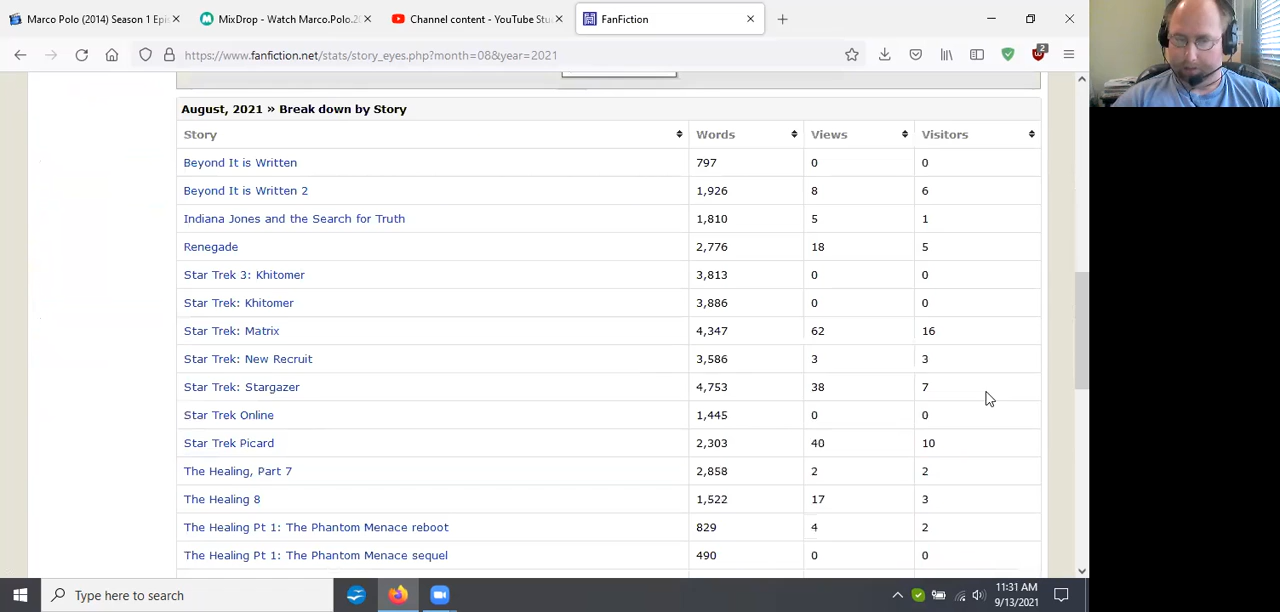 Marco Polo (2014) Season 1 Epi
MixDrop - Watch Marco.Polo.20
Channel content - YouTube Stu
FanFiction
https://www.fanfiction.net/stats/story_eyes.php?month=08&year=2021
2
August, 2021 » Break down by Story
Story Words Views Visitors
Beyond It is Written 797 0 0
Beyond It is Written 2 1,926 8 6
Indiana Jones and the Search for Truth 1,810 5 1
Renegade 2,776 18 5
Star Trek 3: Khitomer 3,813 0 0
Star Trek: Khitomer 3,886 0 0
Star Trek: Matrix 4,347 62 16
Star Trek: New Recruit 3,586 3 3
Star Trek: Stargazer 4,753 38 7
Star Trek Online 1,445 0 0
Star Trek Picard 2,303 40 10
The Healing, Part 7 2,858 2 2
The Healing 8 1,522 17 3
The Healing Pt 1: The Phantom Menace reboot 829 4 2
The Healing Pt 1: The Phantom Menace sequel 490 0 0
Type here to search
11:31 AM
9/13/2021